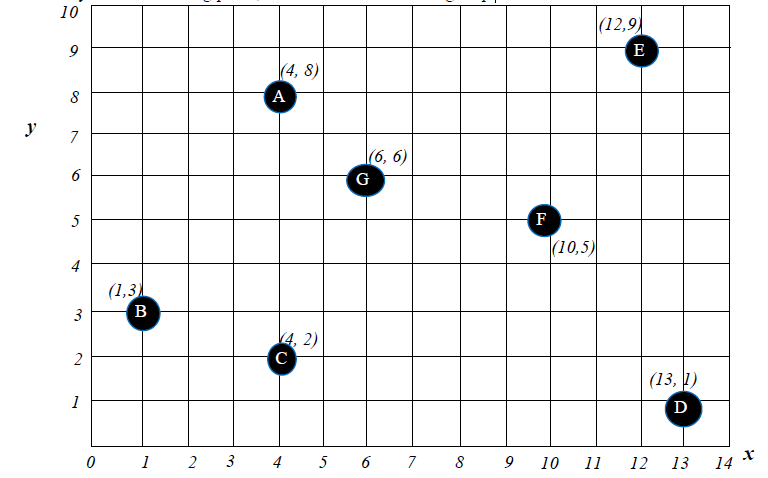 10
(12,9)
9
E
(4, 8)
8
A
y
7
(6, 6)
6
G
5
F
(10,5)
4
(1,3)
3
B
(4, 2)
2
C
(13, 1)
1
D
0 1 2 3 4 5 6 7 8 9 10 11 12 13 14 x